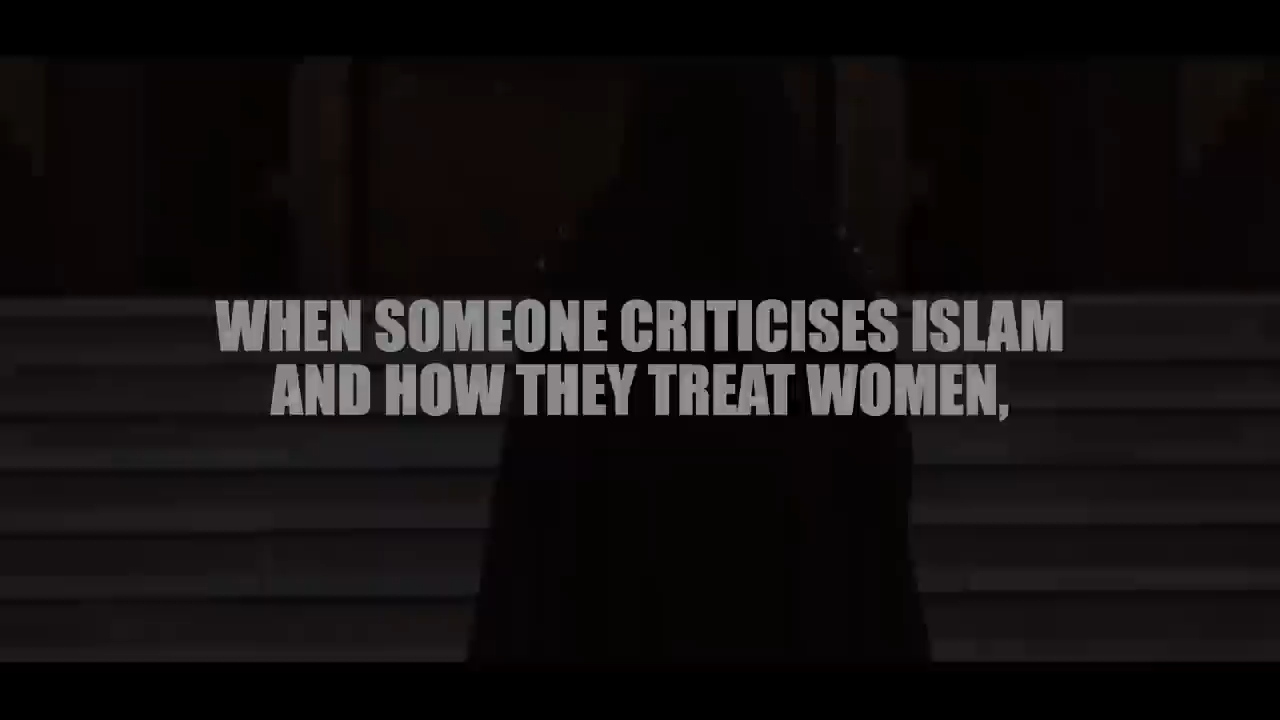 WHEN SOMEONE CRITICISES ISLAM
AND HOW THEY TREAT WOMEN,